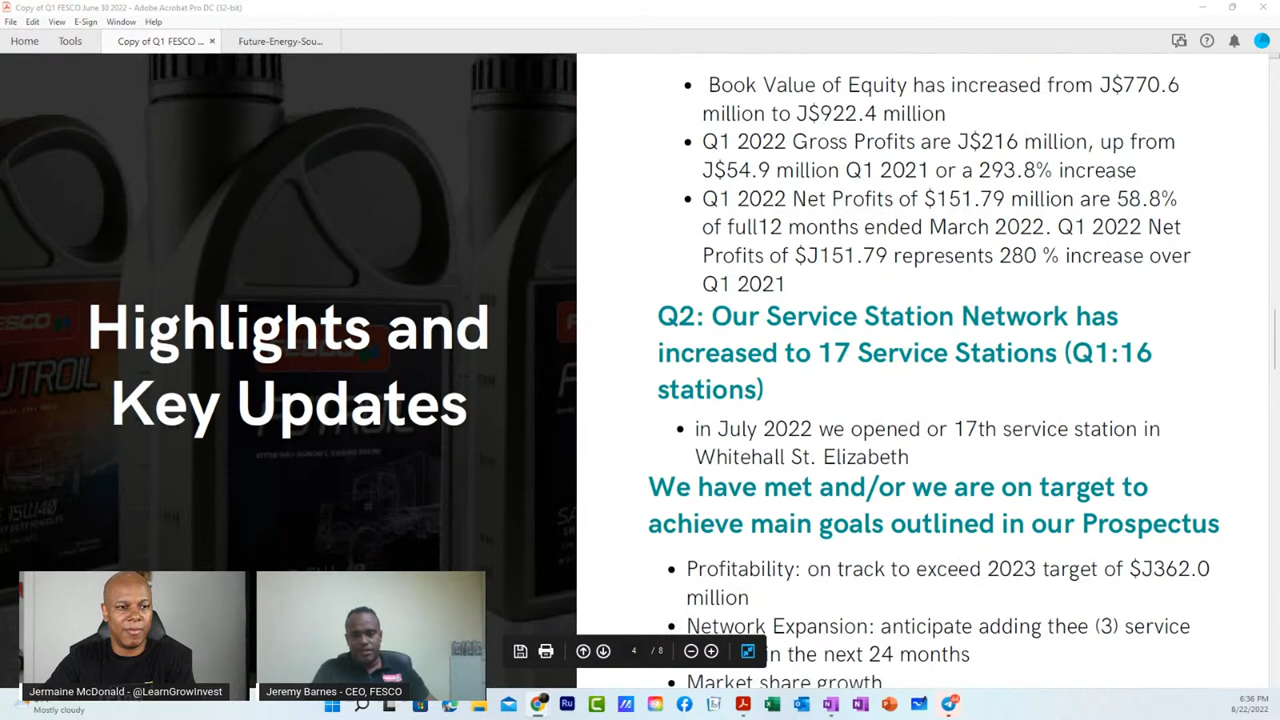 Copy of Q1 FESCO June 30 2022 - Adobe Acrobat Pro DC (32-bit)
File Edit View E-Sign Window Help
Home Tools Copy of Q1 FESCO ... × Future-Energy-Sou...
Highlights and
Key Updates
• Book Value of Equity has increased from J$770.6
million to J$922.4 million
• Q1 2022 Gross Profits are J$216 million, up from
J$54.9 million Q1 2021 or a 293.8% increase
• Q1 2022 Net Profits of $151.79 million are 58.8%
of full12 months ended March 2022. Q1 2022 Net
Profits of $J151.79 represents 280 % increase over
Q1 2021
Q2: Our Service Station Network has
increased to 17 Service Stations (Q1:16
stations)
• in July 2022 we opened or 17th service station in
Whitehall St. Elizabeth
We have met and/or we are on target to
achieve main goals outlined in our Prospectus
• Profitability: on track to exceed 2023 target of $J362.0
million
• Network Expansion: anticipate adding thee (3) service
in the next 24 months
• Market share growth
4 / 8
15W40
Jermaine McDonald - @LearnGrowInvest
Jeremy Barnes - CEO, FESCO
Mostly cloudy
Ru
6:36 PM
8/22/2022